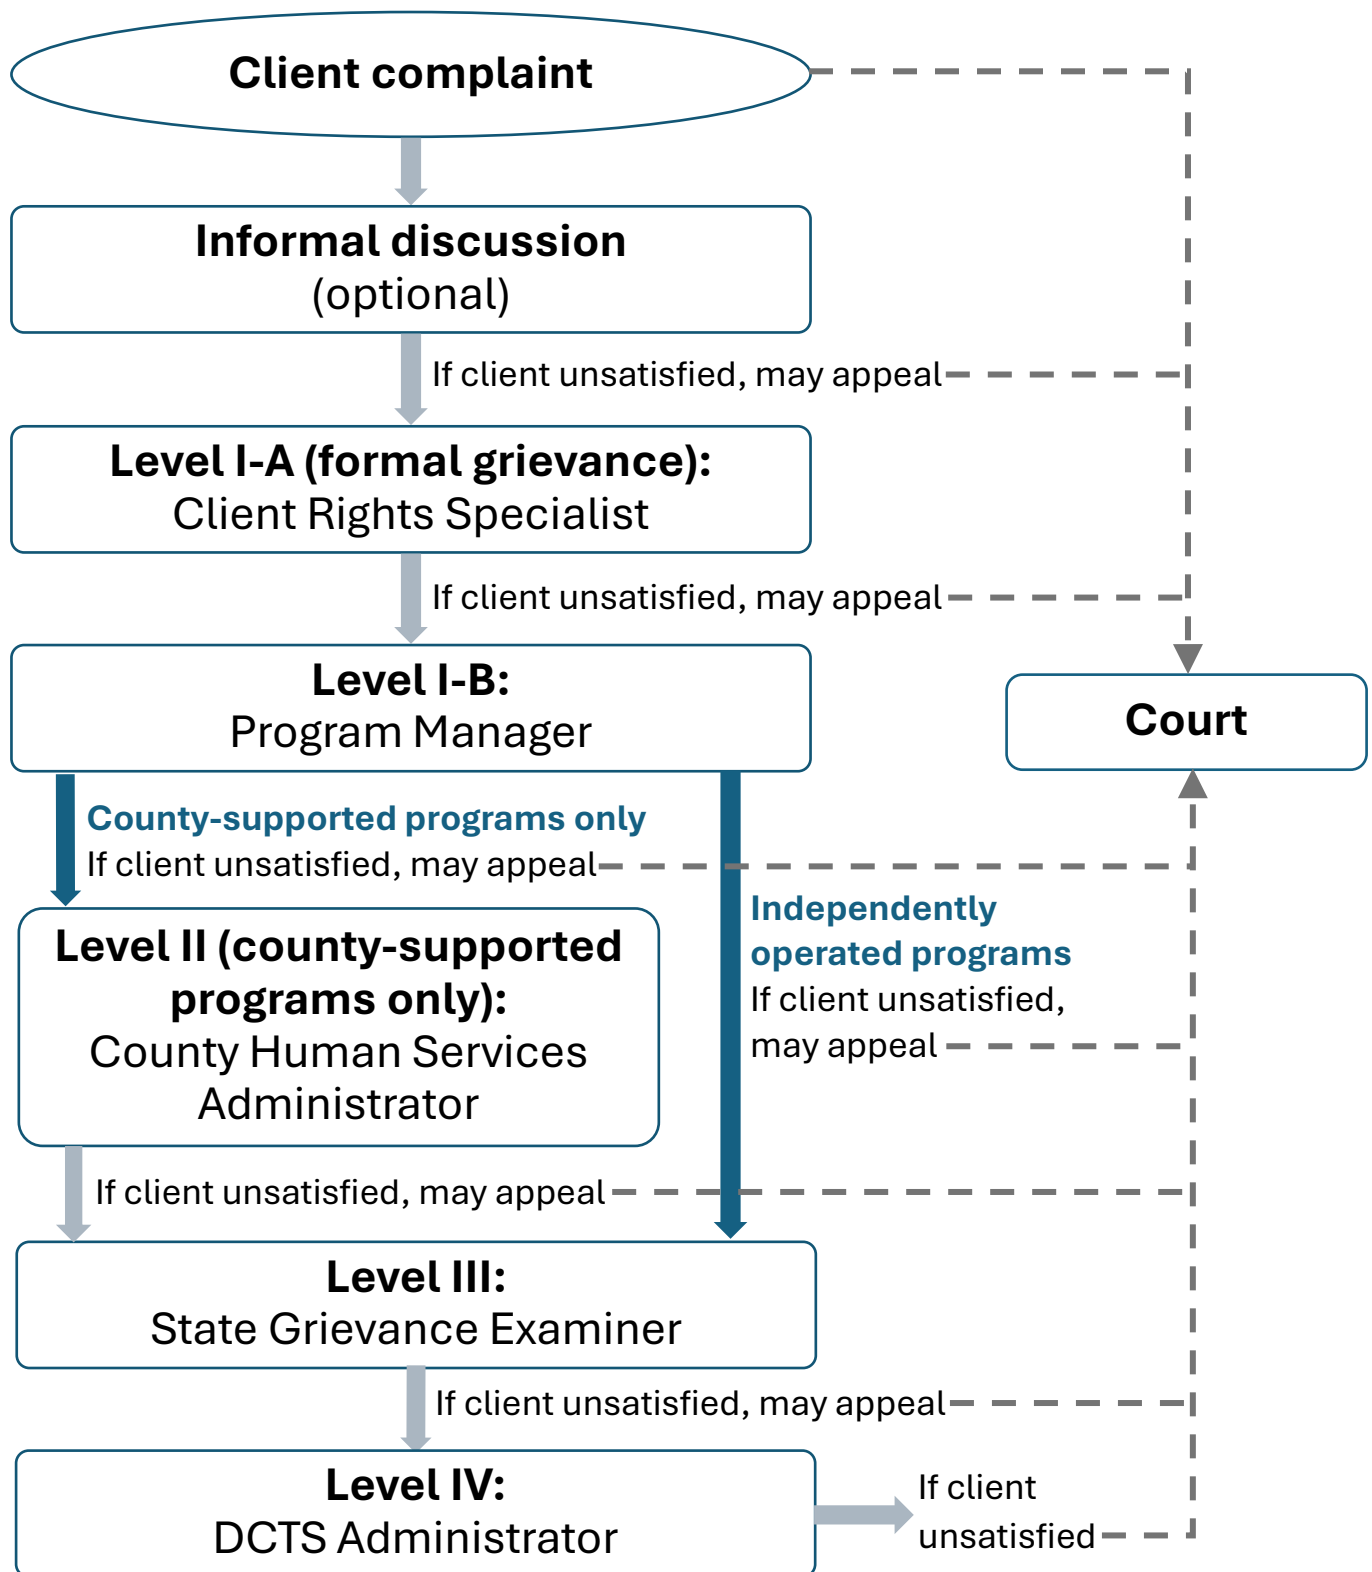 Client complaint
Informal discussion
(optional)
If client unsatisfied, may appeal
Level I-A (formal grievance):
Client Rights Specialist
If client unsatisfied, may appeal
Level I-B:
Program Manager
Court
County-supported programs only
If client unsatisfied, may appeal
Independently
operated programs
If client unsatisfied,
may appeal
Level II (county-supported
programs only):
County Human Services
Administrator
If client unsatisfied, may appeal
Level III:
State Grievance Examiner
If client unsatisfied, may appeal
Level IV:
DCTS Administrator
If client
unsatisfied